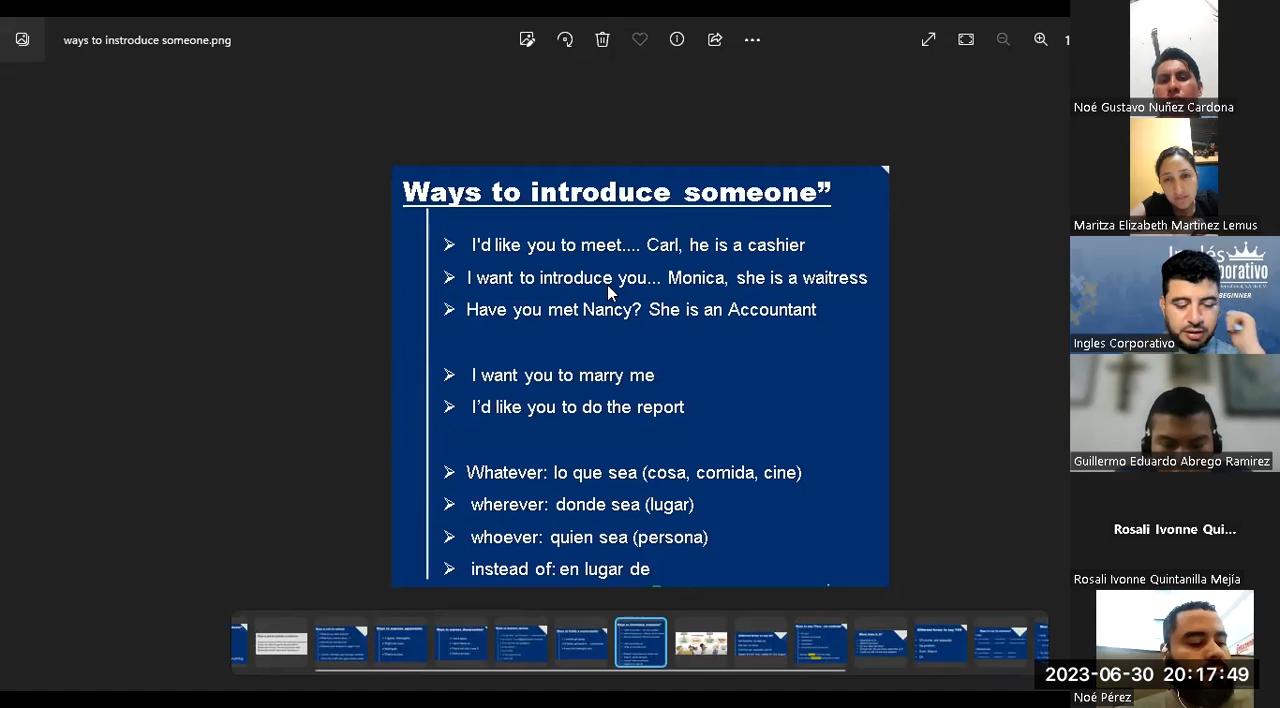 ways to instroduce someone.png
1
Ways to introduce someone”
I'd like you to meet.... Carl, he is a cashier
I want to introduce you... Monica, she is a waitress
Have you met Nancy? She is an Accountant
I want you to marry me
I’d like you to do the report
Whatever: lo que sea (cosa, comida, cine)
wherever: donde sea (lugar)
whoever: quien sea (persona)
instead of: en lugar de
Noé Gustavo Nuñez Cardona
Maritza Elizabeth Martinez Lemus
BEGINNER
Ingles Corporativo
Guillermo Eduardo Abrego Ramirez
Rosali Ivonne Qui...
Rosali Ivonne Quintanilla Mejía
2023-06-30 20:17:49
Noé Pérez